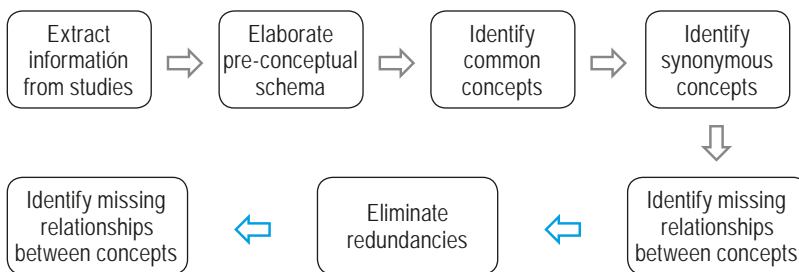 Extract
informatión
from studies
Elaborate
pre-conceptual
schema
Identify
common
concepts
Identify
synonymous
concepts
Identify missing
relationships
between concepts
Eliminate
redundancies
Identify missing
relationships
between concepts